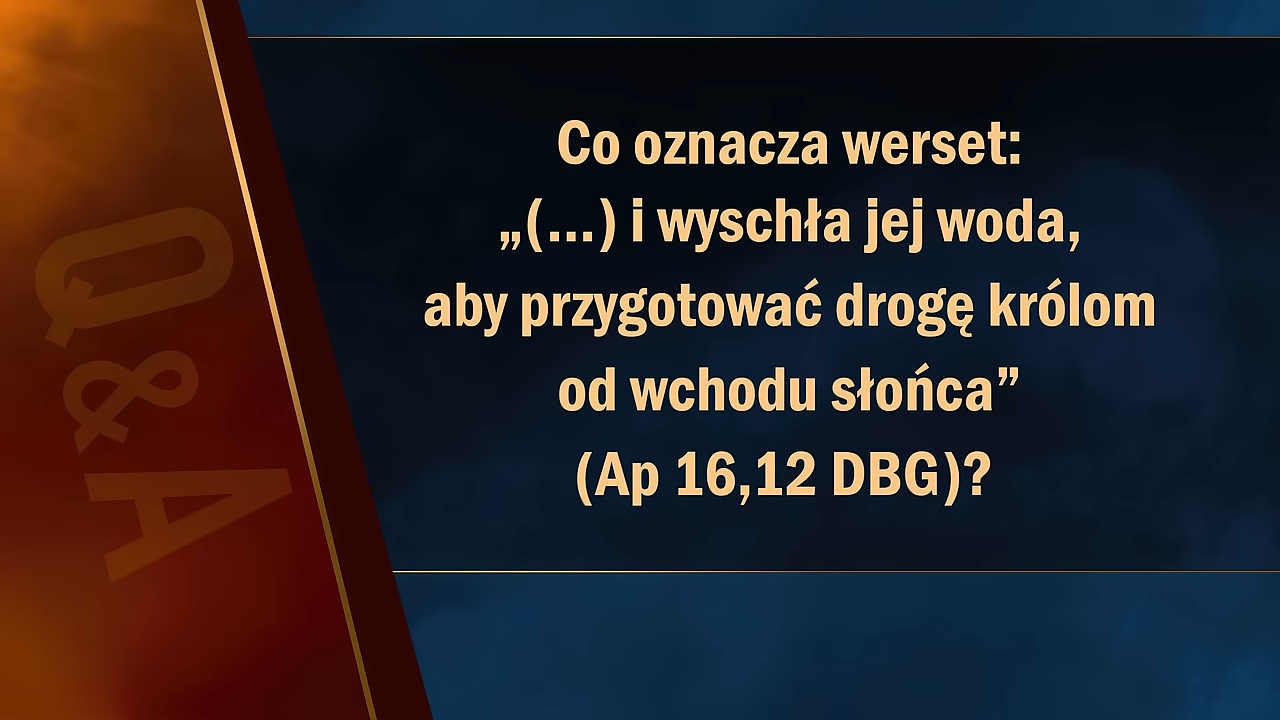 Co oznacza werset:
„(...) i wyschła jej woda,
aby przygotować drogę królom
od wchodu słońca”
(Ap 16,12 DBG)?
Q & A